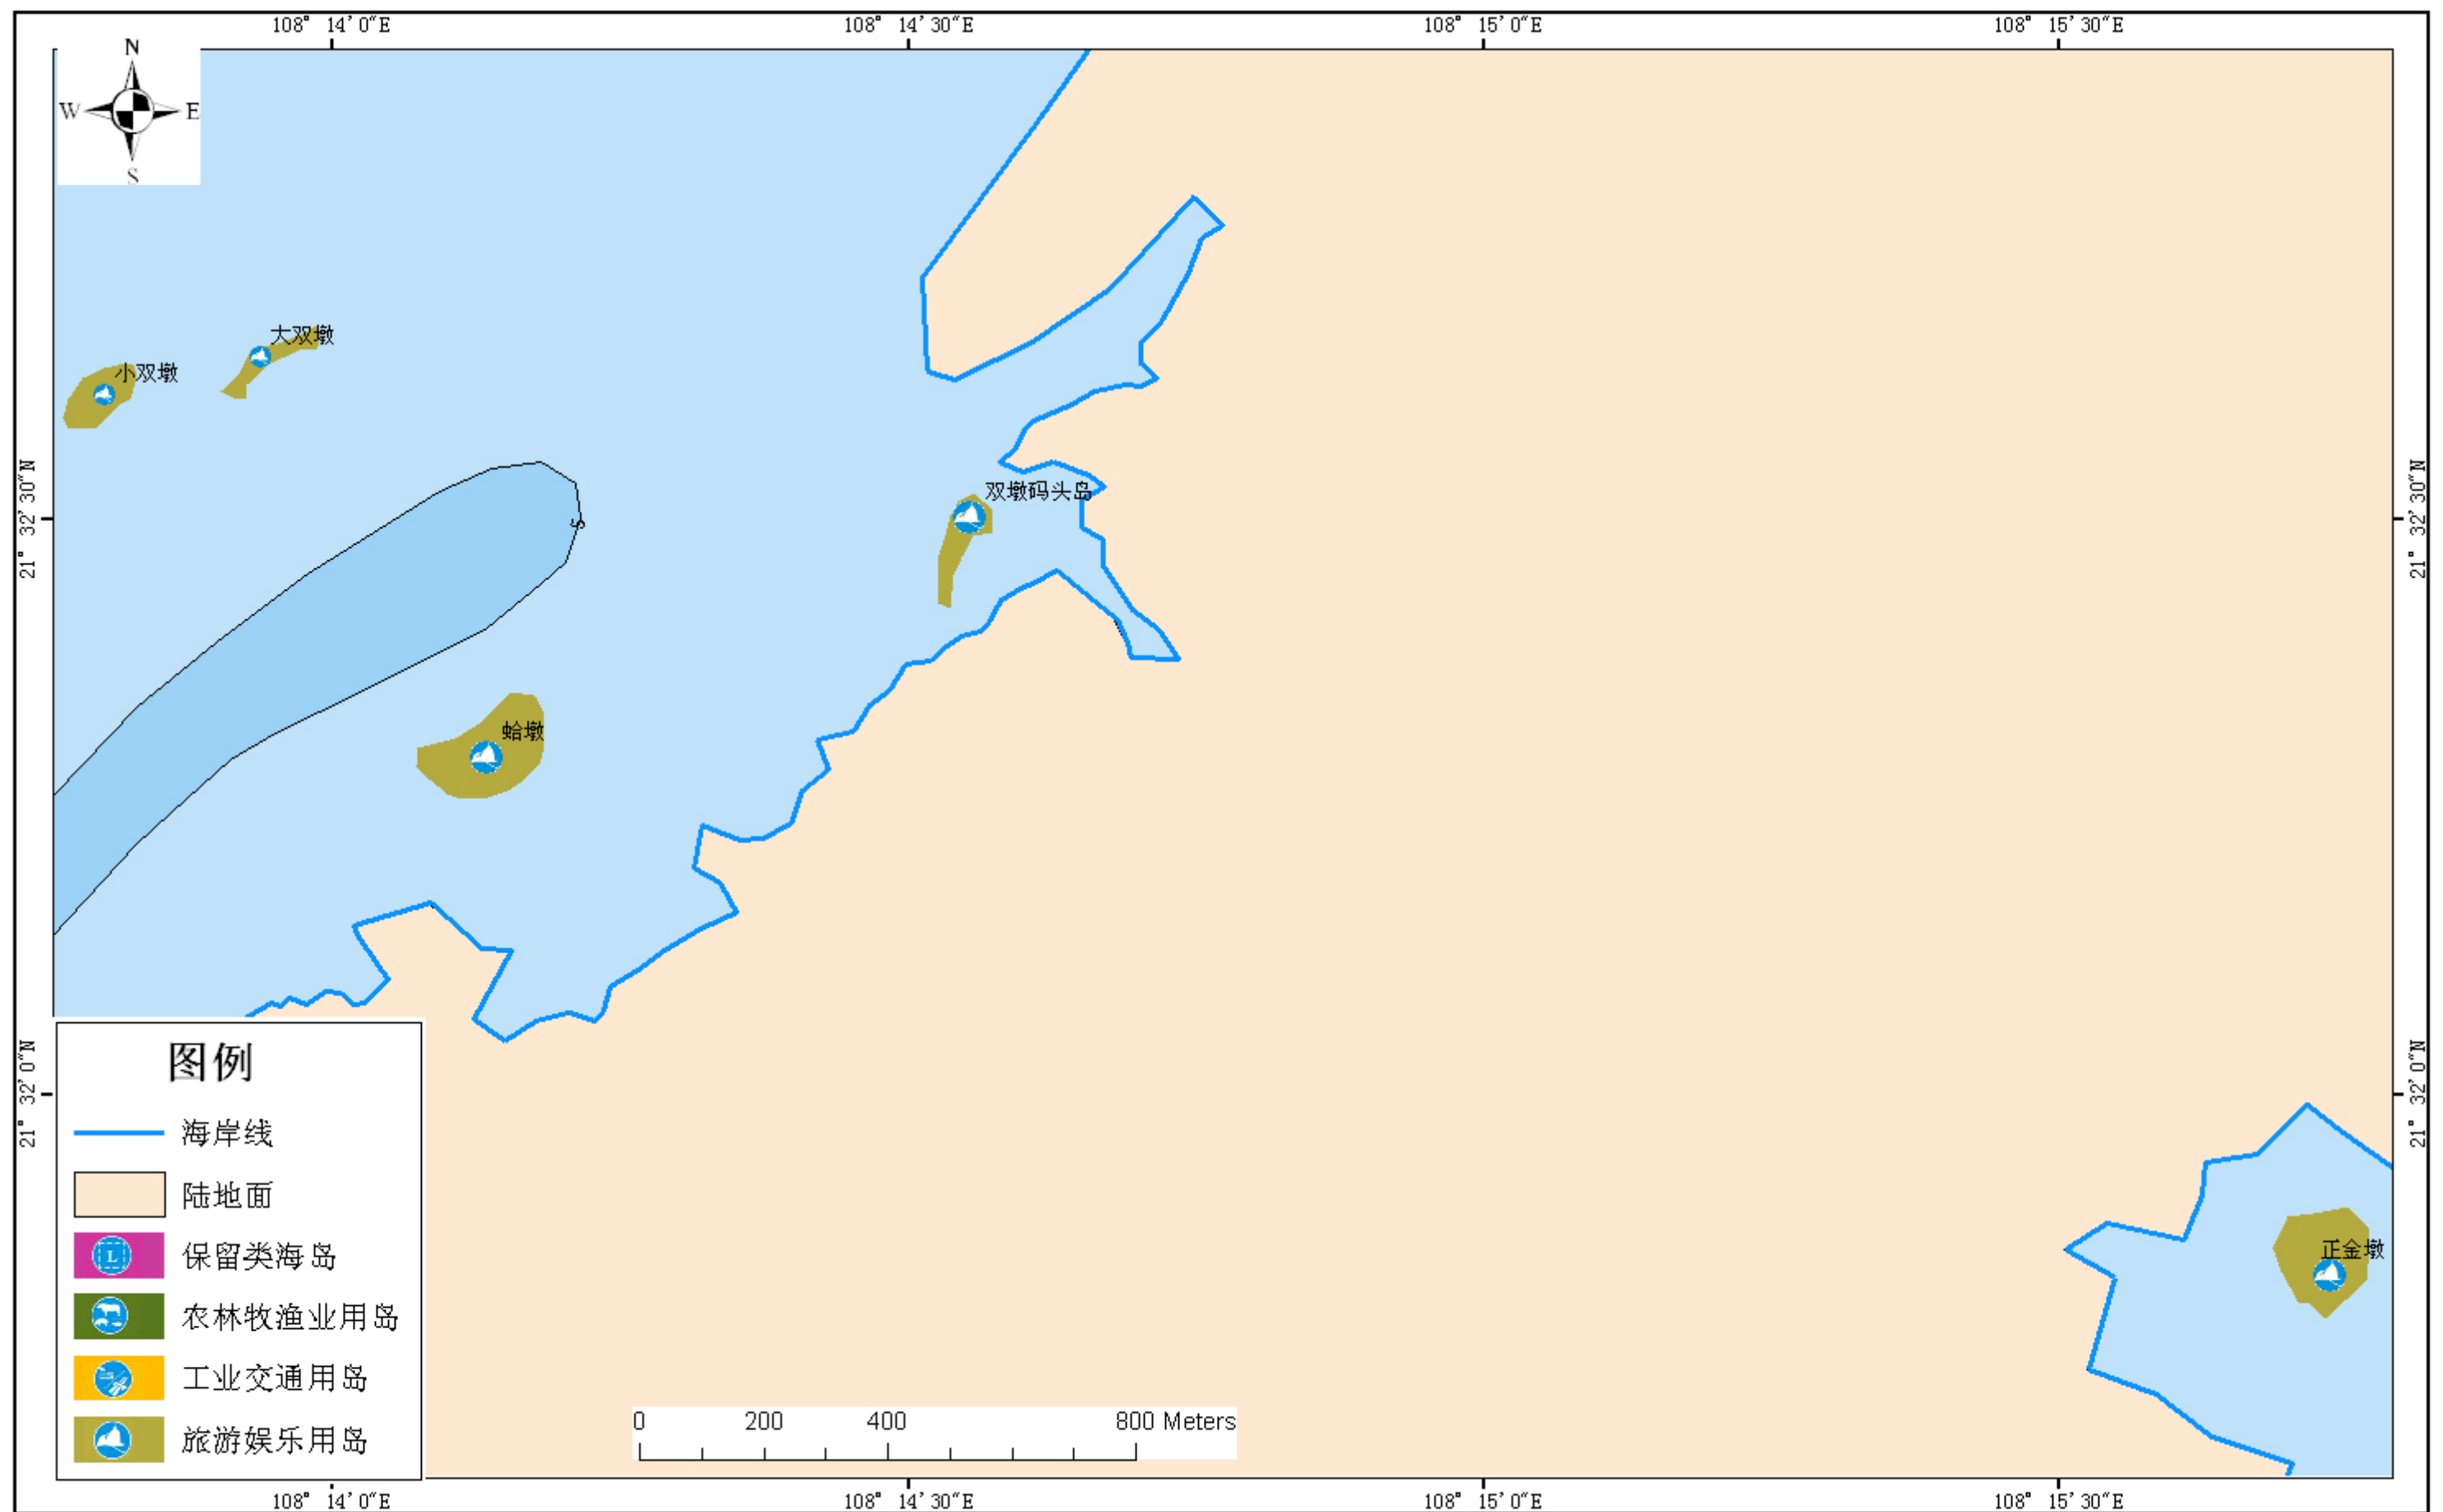 108° 14′0″E
108° 14′30″E
108° 15′0″E
108° 15′30″E
N
W
E
S
大双墩
小双墩
21° 32′30″N
21° 32′30″N
双墩码头岛
5
蛤墩
21° 32′0″N
21° 32′0″N
正金墩
图例
海岸线
陆地面
L
保留类海岛
农林牧渔业用岛
工业交通用岛
旅游娱乐用岛
0 200 400 800 Meters
108° 14′0″E
108° 14′30″E
108° 15′0″E
108° 15′30″E